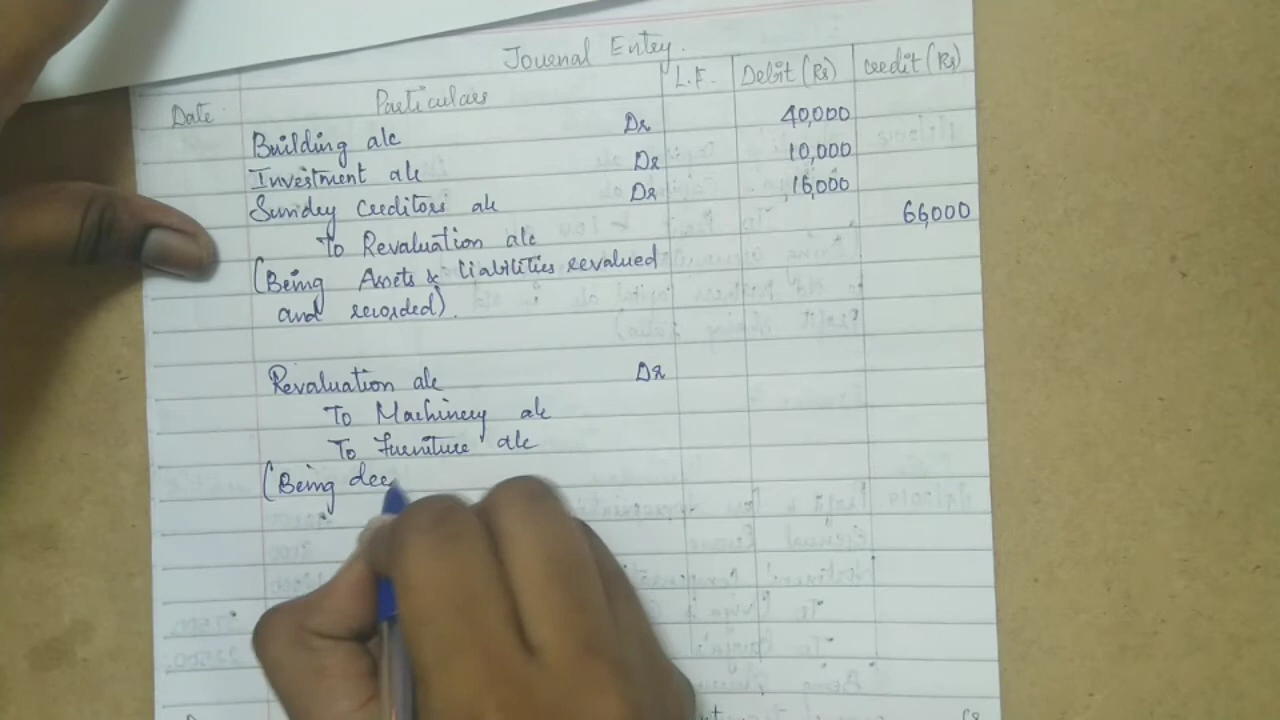 Journal Entry.
Date Particulars L.F. Debit (Rs) Credit (Rs)
Building a/c Dr 40,000
Investment a/c Dr 10,000
Sundry Creditors a/c Dr 16,000
To Revaluation a/c 66,000
(Being Assets & liabilities revalued
and recorded).
Revaluation a/c Dr
To Machinery a/c
To Furniture a/c
(Being dec